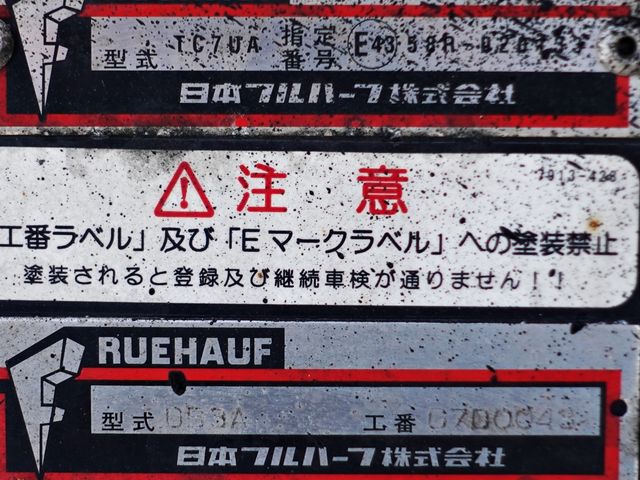 型式 TC7UA 指定番号 E43 58R-020
日本フルハーフ株式会社
注意
工番ラベル」及び「Eマークラベル」への塗装禁止
塗装されると登録及び継続車検が通りません!!
RUEHAUF
型式 D53A 工番
日本フルハーフ株式会社